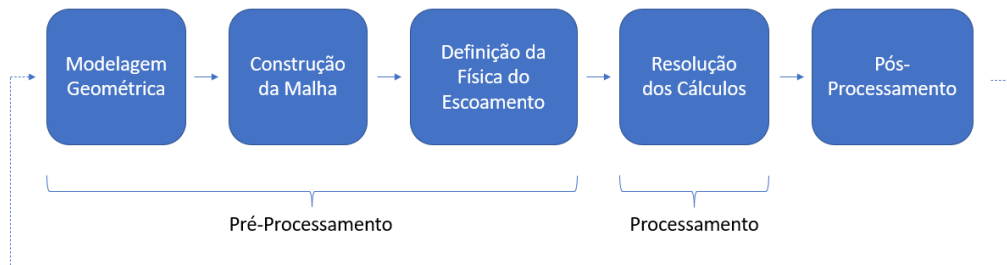 Modelagem
Geométrica
Construção
da Malha
Definição da
Física do
Escoamento
Resolução
dos Cálculos
Pós-
Processamento
Pré-Processamento
Processamento